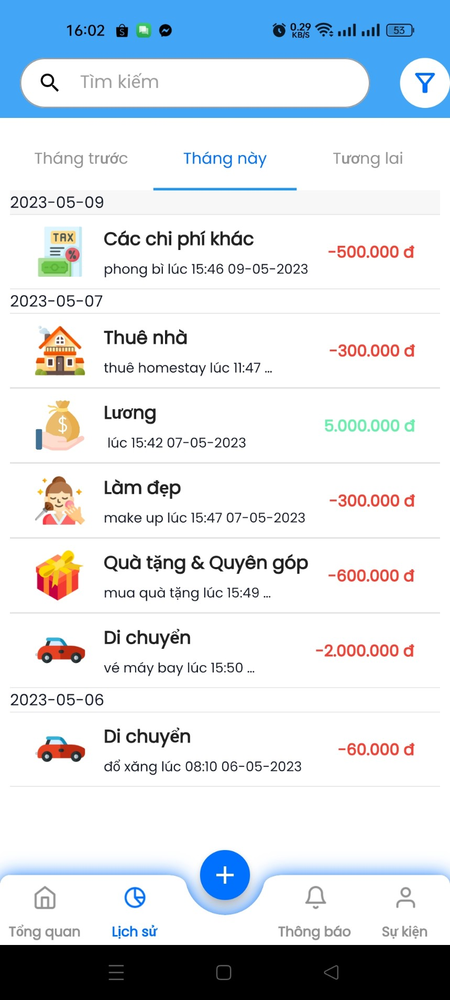 16:02 S 0.29 KB/S 53
Tìm kiếm
Tháng trước Tháng này Tương lai
2023-05-09
TAX
%
Các chi phí khác
-500.000 đ
phong bì lúc 15:46 09-05-2023
2023-05-07
Thuê nhà
-300.000 đ
thuê homestay lúc 11:47 ...
$
Lương
5.000.000 đ
lúc 15:42 07-05-2023
Làm đẹp
-300.000 đ
make up lúc 15:47 07-05-2023
Quà tặng & Quyên góp
-600.000 đ
mua quà tặng lúc 15:49 ...
Di chuyển
-2.000.000 đ
vé máy bay lúc 15:50 ...
2023-05-06
Di chuyển
-60.000 đ
đổ xăng lúc 08:10 06-05-2023
Tổng quan Lịch sử Thông báo Sự kiện